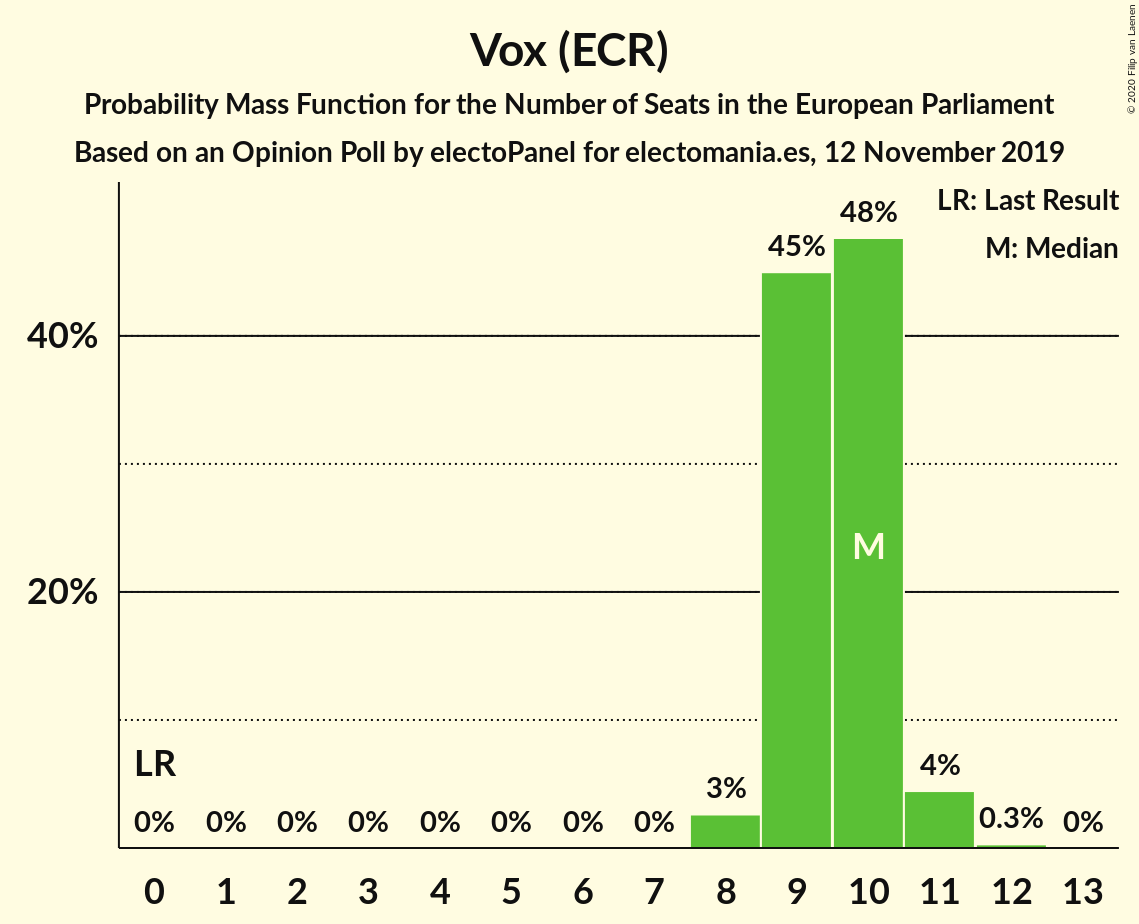 Vox (ECR)
Probability Mass Function for the Number of Seats in the European Parliament
Based on an Opinion Poll by electoPanel for electomania.es, 12 November 2019
© 2020 Filip van Laenen
LR: Last Result
M: Median
48%
45%
40%
M
20%
LR
4%
3%
0% 0% 0% 0% 0% 0% 0% 0% 0.3% 0%
0 1 2 3 4 5 6 7 8 9 10 11 12 13